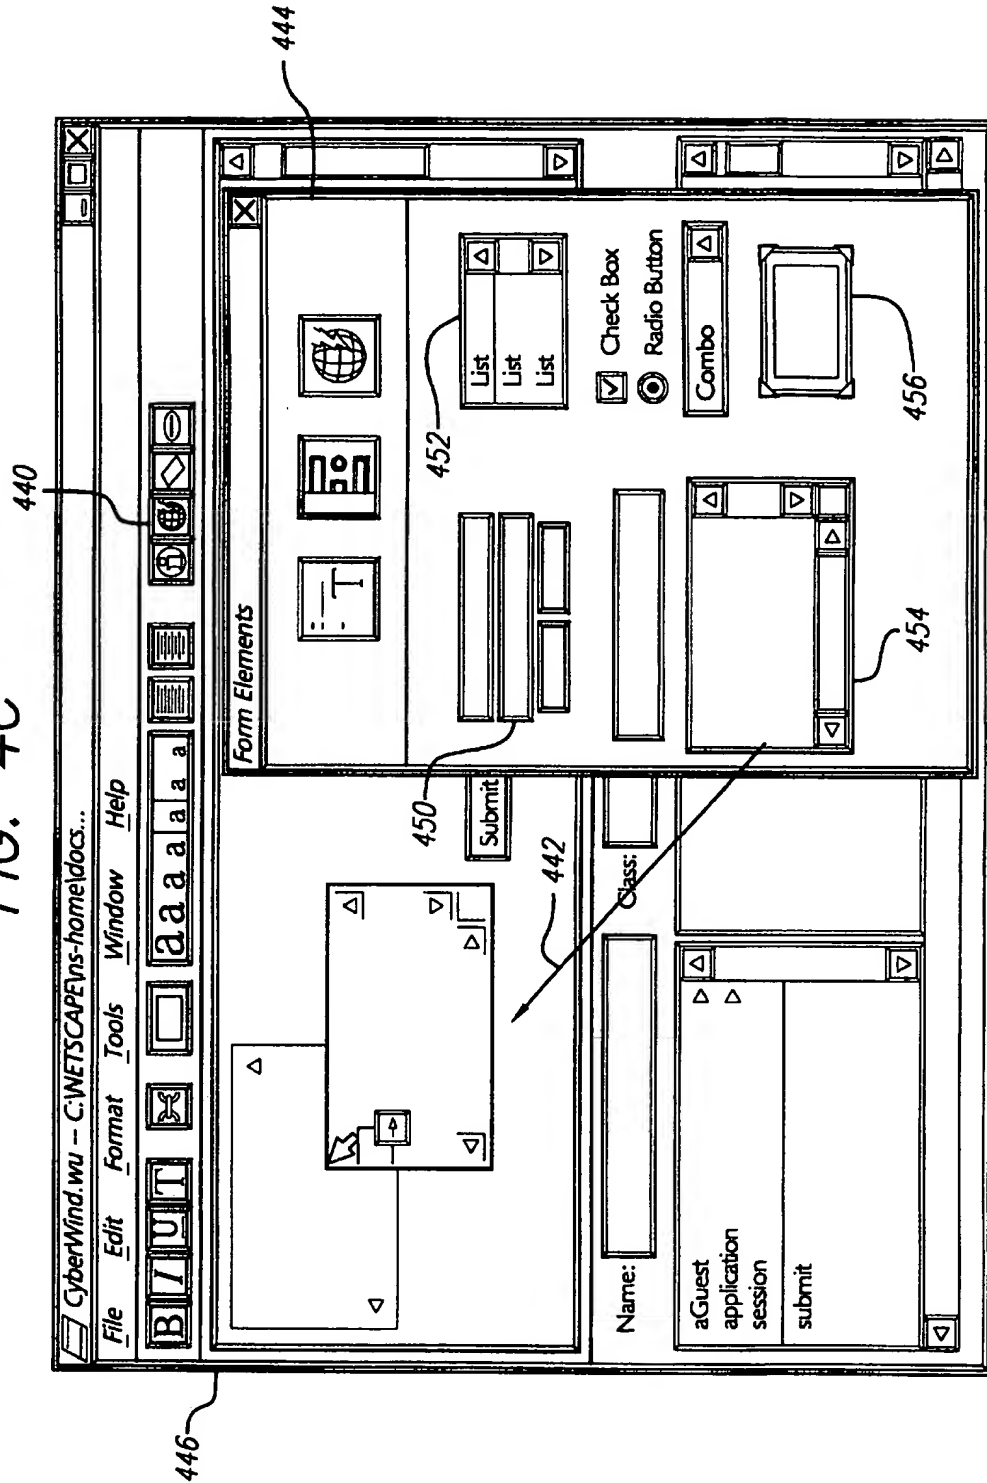 FIG. 4C
440
444
CyberWind.wu – C:\NETSCAPE\ns-home\docs...
File Edit Format Tools Window Help
B I U T a a a a a a a
446
Form Elements
T
450
452
List
List
List
Check Box
Radio Button
Combo
454
456
Submit
442
Name:
Class:
aGuest
application
session
submit